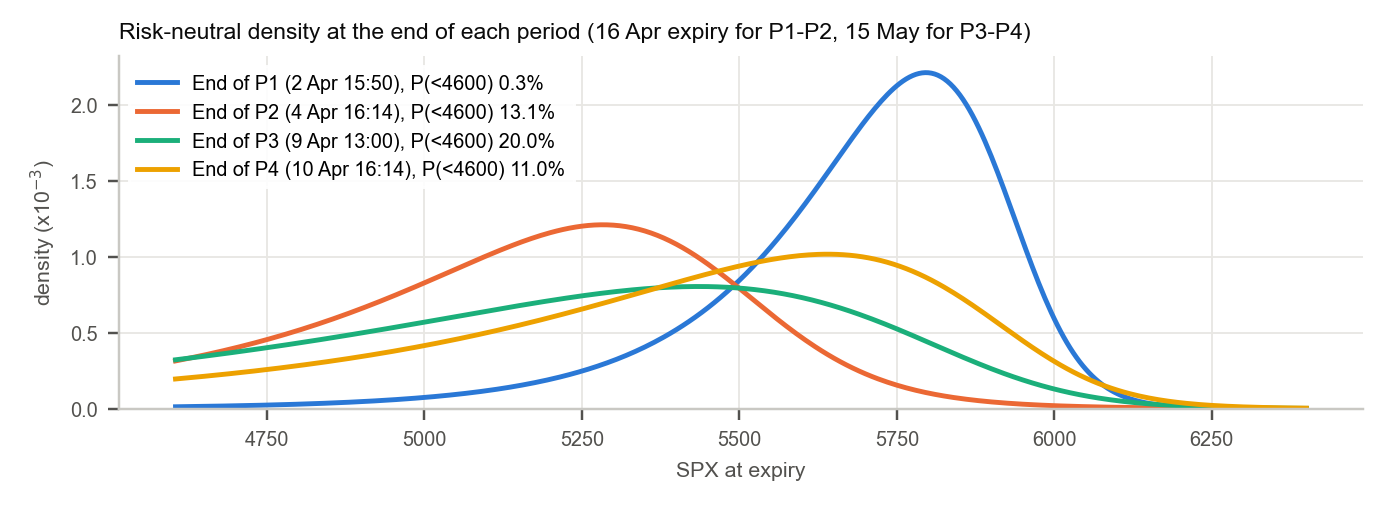 Risk-neutral density at the end of each period (16 Apr expiry for P1-P2, 15 May for P3-P4)
End of P1 (2 Apr 15:50), P(<4600) 0.3%
End of P2 (4 Apr 16:14), P(<4600) 13.1%
End of P3 (9 Apr 13:00), P(<4600) 20.0%
End of P4 (10 Apr 16:14), P(<4600) 11.0%
density (x10⁻³)
2.0
1.5
1.0
0.5
0.0
4750 5000 5250 5500 5750 6000 6250
SPX at expiry